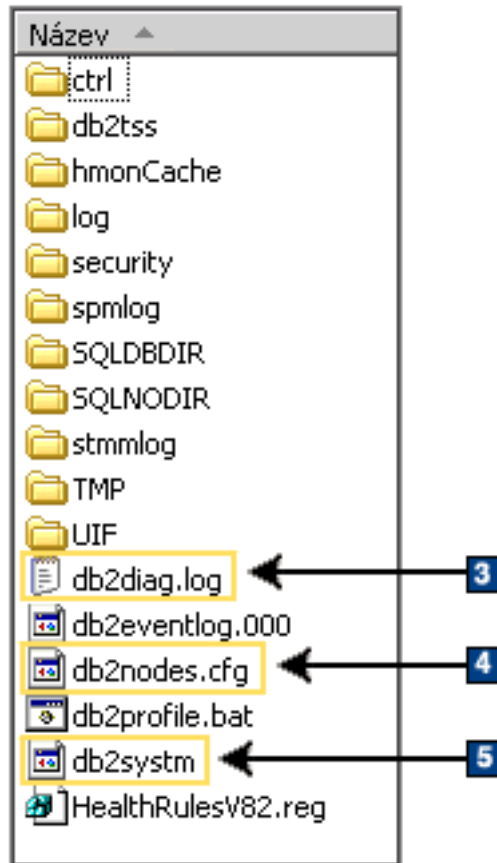 Název
ctrl
db2tss
hmonCache
log
security
spmlog
SQLDBDIR
SQLNODIR
stmmlog
TMP
UIF
db2diag.log 3
db2eventlog.000
db2nodes.cfg 4
db2profile.bat
db2systm 5
HealthRulesV82.reg